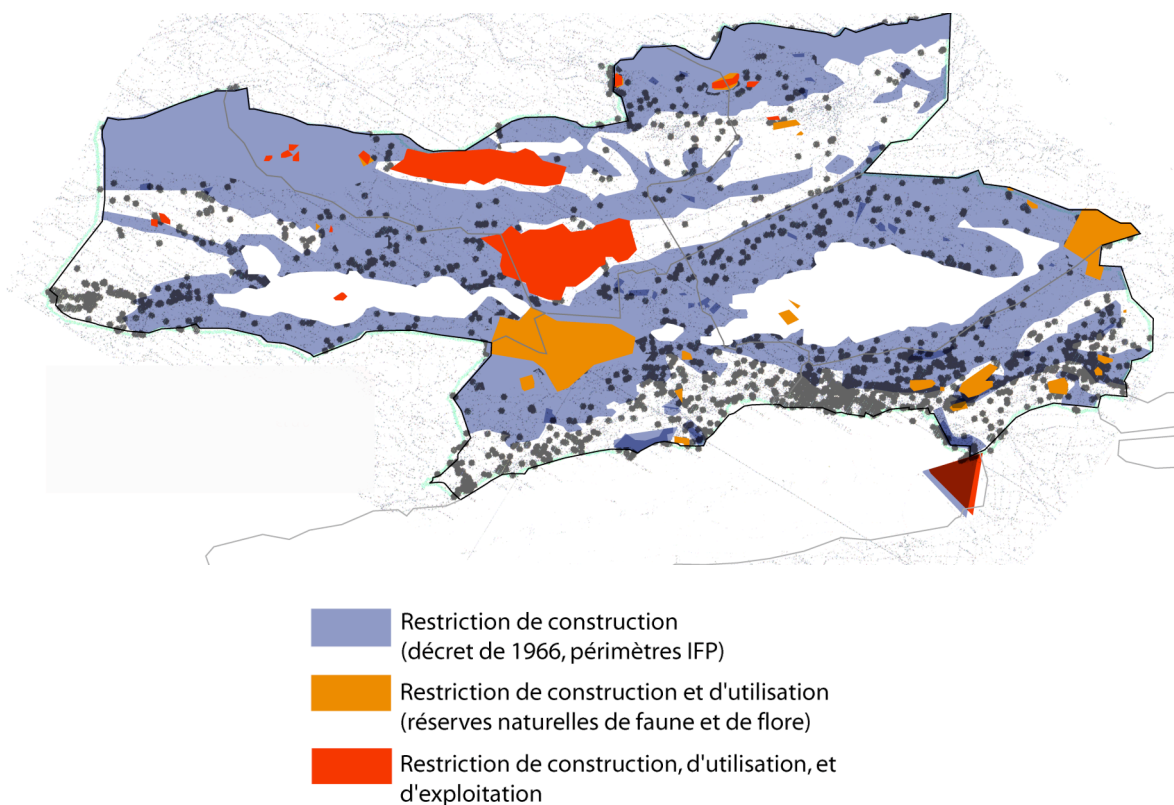 Restriction de construction
(décret de 1966, périmètres IFP)
Restriction de construction et d'utilisation
(réserves naturelles de faune et de flore)
Restriction de construction, d'utilisation, et
d'exploitation